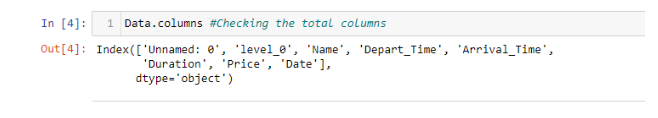 In [4]: 1 Data.columns #Checking the total columns
Out[4]: Index(['Unnamed: 0', 'level_0', 'Name', 'Depart_Time', 'Arrival_Time',
'Duration', 'Price', 'Date'],
dtype='object')